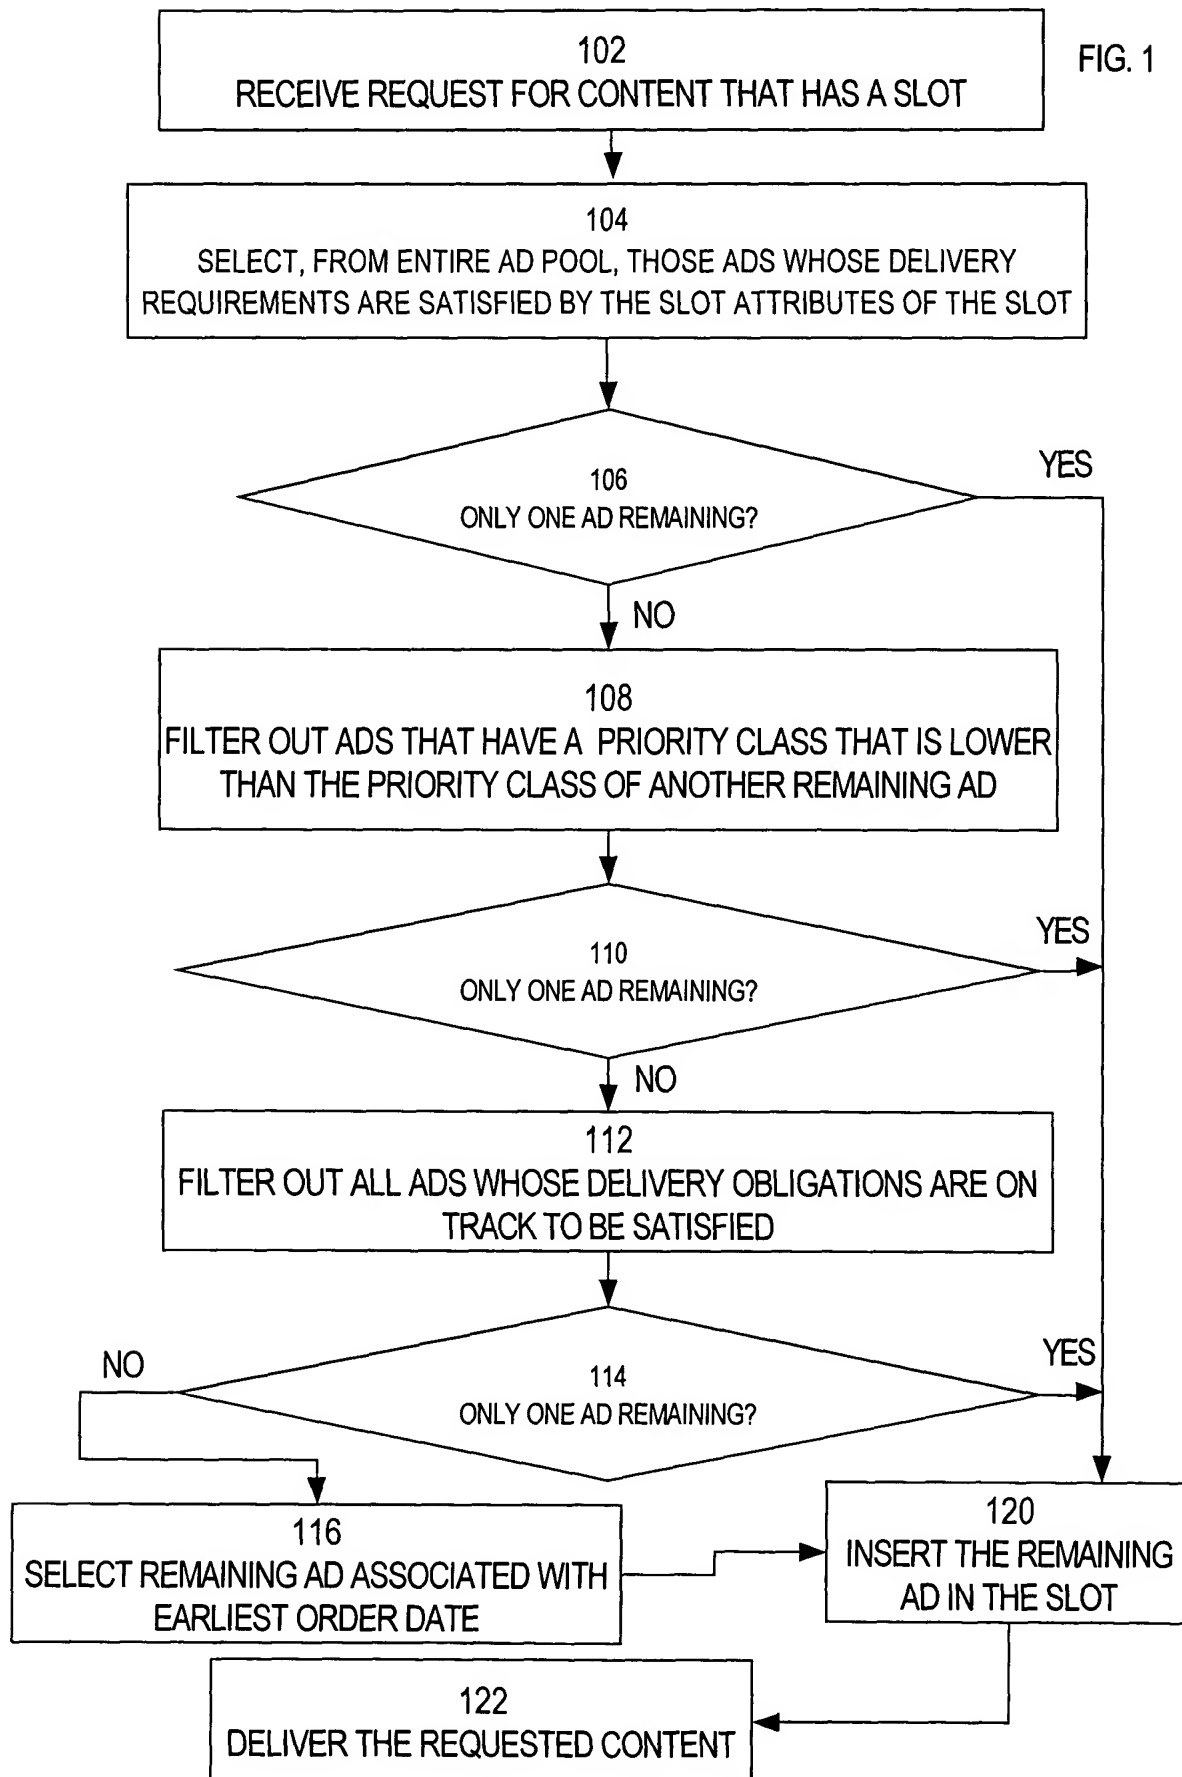 FIG. 1
102
RECEIVE REQUEST FOR CONTENT THAT HAS A SLOT
104
SELECT, FROM ENTIRE AD POOL, THOSE ADS WHOSE DELIVERY
REQUIREMENTS ARE SATISFIED BY THE SLOT ATTRIBUTES OF THE SLOT
106
ONLY ONE AD REMAINING?
YES
NO
108
FILTER OUT ADS THAT HAVE A PRIORITY CLASS THAT IS LOWER
THAN THE PRIORITY CLASS OF ANOTHER REMAINING AD
110
ONLY ONE AD REMAINING?
YES
NO
112
FILTER OUT ALL ADS WHOSE DELIVERY OBLIGATIONS ARE ON
TRACK TO BE SATISFIED
NO
114
ONLY ONE AD REMAINING?
YES
116
SELECT REMAINING AD ASSOCIATED WITH
EARLIEST ORDER DATE
120
INSERT THE REMAINING
AD IN THE SLOT
122
DELIVER THE REQUESTED CONTENT